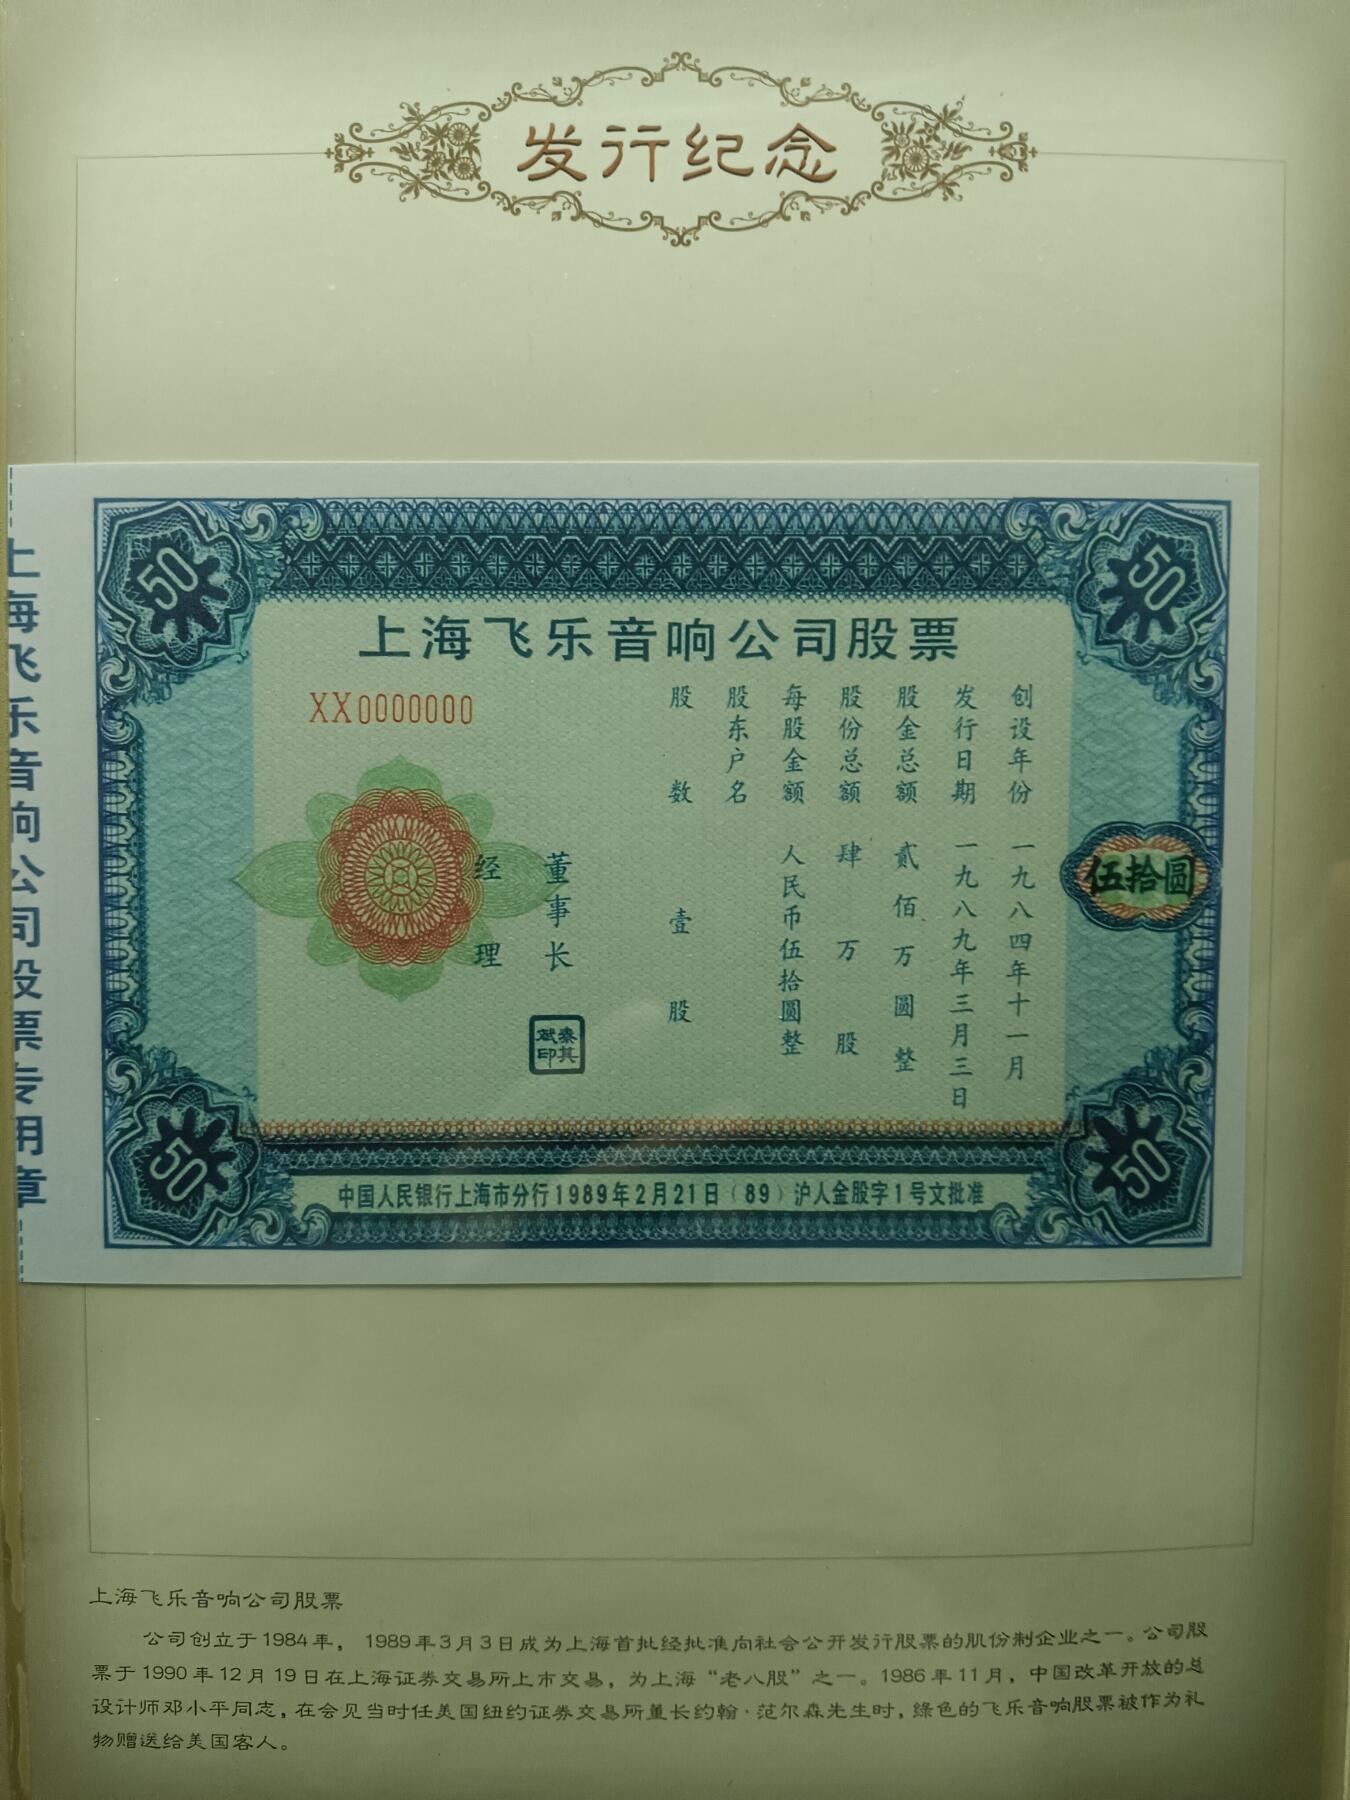 发行纪念
上海飞乐音响公司股票专用章
50
50
上海飞乐音响公司股票
XX0000000
创设年份 一九八四年十一月
发行日期 一九八九年三月三日
股金总额 贰佰万圆整
股份总额 肆万股
每股金额 人民币伍拾圆整
股东户名
股数 壹股
董事长
经理
秦其斌印
伍拾圆
50
50
中国人民银行上海市分行1989年2月21日(89)沪人金股字1号文批准
上海飞乐音响公司股票
公司创立于1984年，1989年3月3日成为上海首批经批准向社会公开发行股票的股份制企业之一。公司股
票于1990年12月19日在上海证券交易所上市交易，为上海“老八股”之一。1986年11月，中国改革开放的总
设计师邓小平同志，在会见当时任美国纽约证券交易所董长约翰·范尔森先生时，绿色的飞乐音响股票被作为礼
物赠送给美国客人。